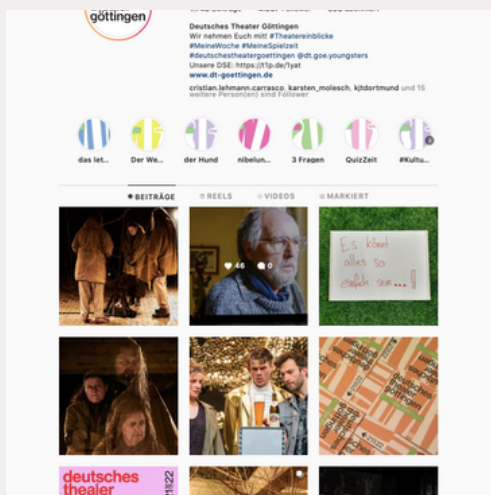 göttingen
Deutsches Theater Göttingen
Wir nehmen Euch mit! #Theatereinblicke
#MeineWoche #MeineSpielzeit
#deutschestheatergoettingen @dt.goe.youngsters
Unsere DSE: https://t1p.de/1yat
www.dt-goettingen.de
cristian.lehmann.carrasco, karsten_molesch, kjtdortmund und 15
weitere Person(en) sind Follower
das let... Der We... der Hund nibelun... 3 Fragen QuizZeit #Kultu...
BEITRÄGE REELS VIDEOS MARKIERT
46 0
Es könnt
alles so
einfach sein...!
deutsches
theater
göttingen
deutsches
theater
21 22